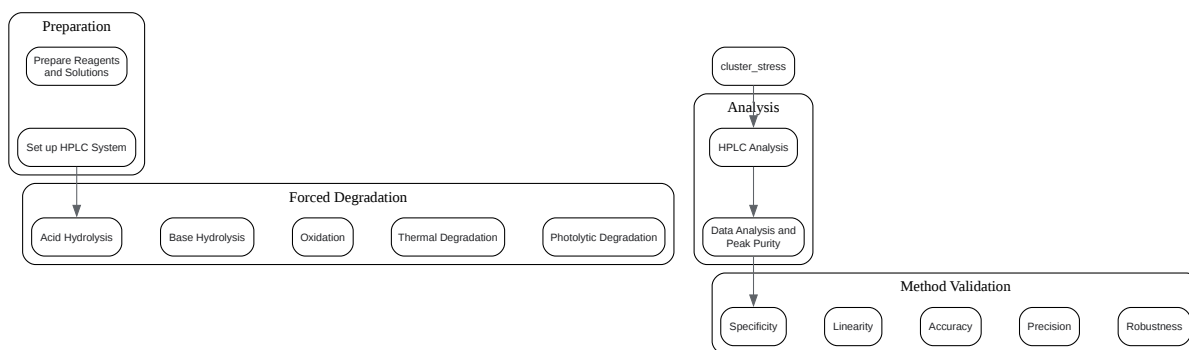 Preparation
Prepare Reagents
and Solutions
Set up HPLC System
Forced Degradation
Acid Hydrolysis
Base Hydrolysis
Oxidation
Thermal Degradation
Photolytic Degradation
cluster_stress
Analysis
HPLC Analysis
Data Analysis and
Peak Purity
Method Validation
Specificity
Linearity
Accuracy
Precision
Robustness